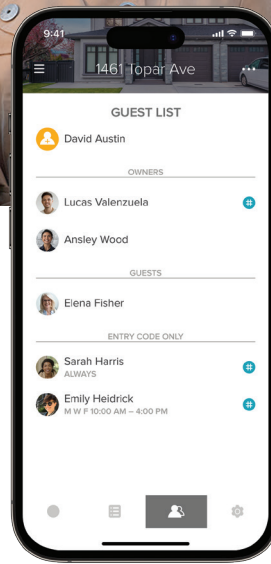 9:41
1461 Topar Ave
GUEST LIST
David Austin
OWNERS
Lucas Valenzuela
#
Ansley Wood
GUESTS
Elena Fisher
ENTRY CODE ONLY
Sarah Harris
#
ALWAYS
Emily Heidrick
#
M W F 10:00 AM – 4:00 PM